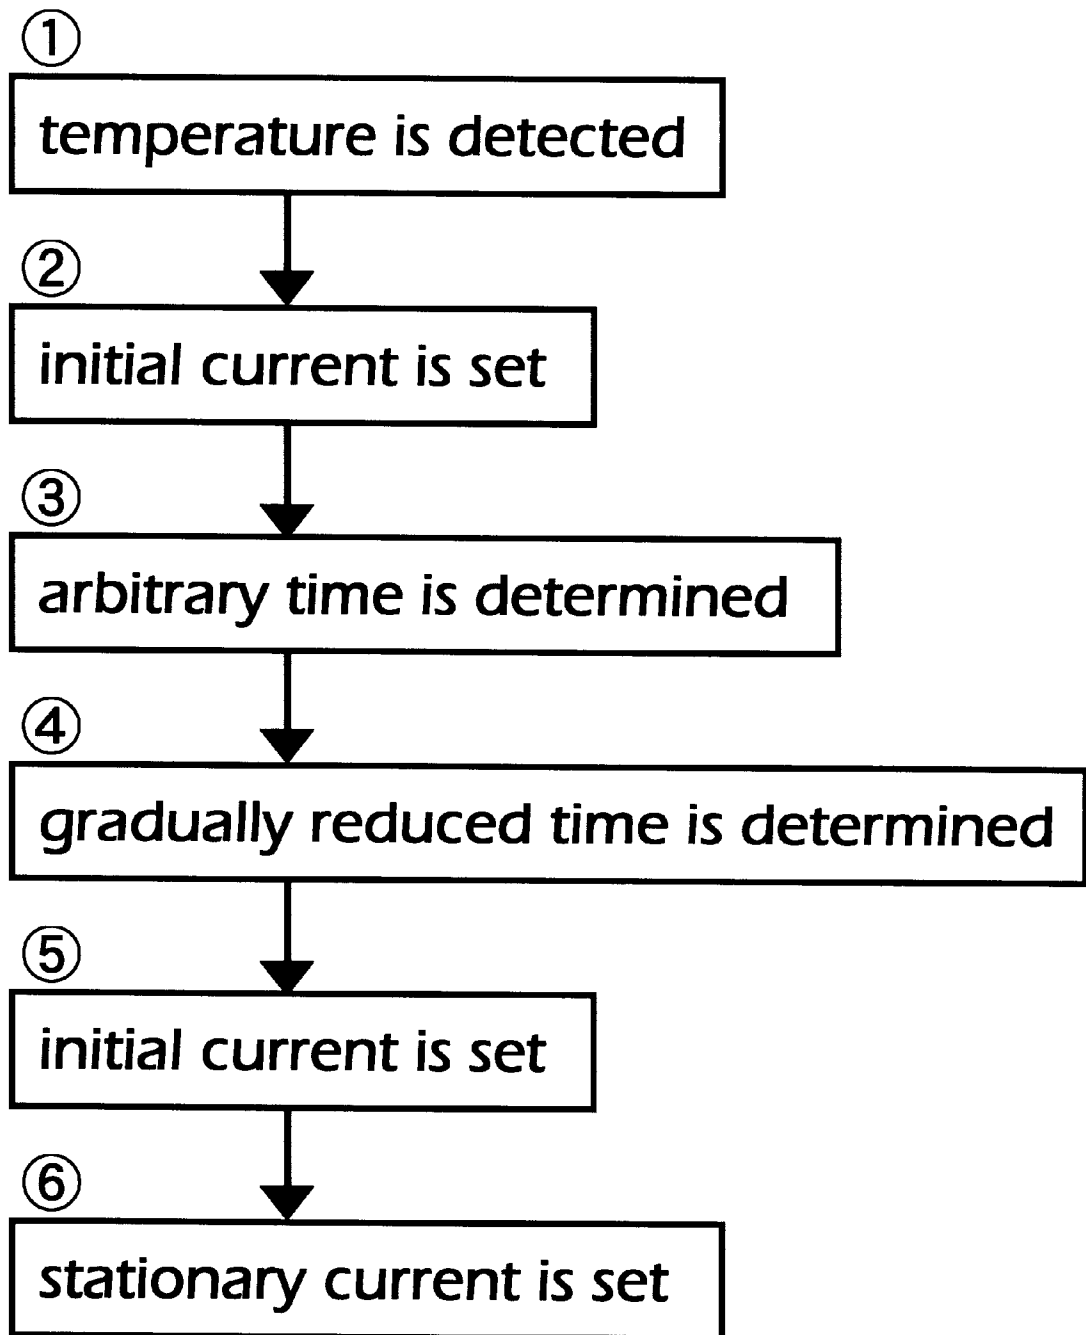 ①
temperature is detected
②
initial current is set
③
arbitrary time is determined
④
gradually reduced time is determined
⑤
initial current is set
⑥
stationary current is set